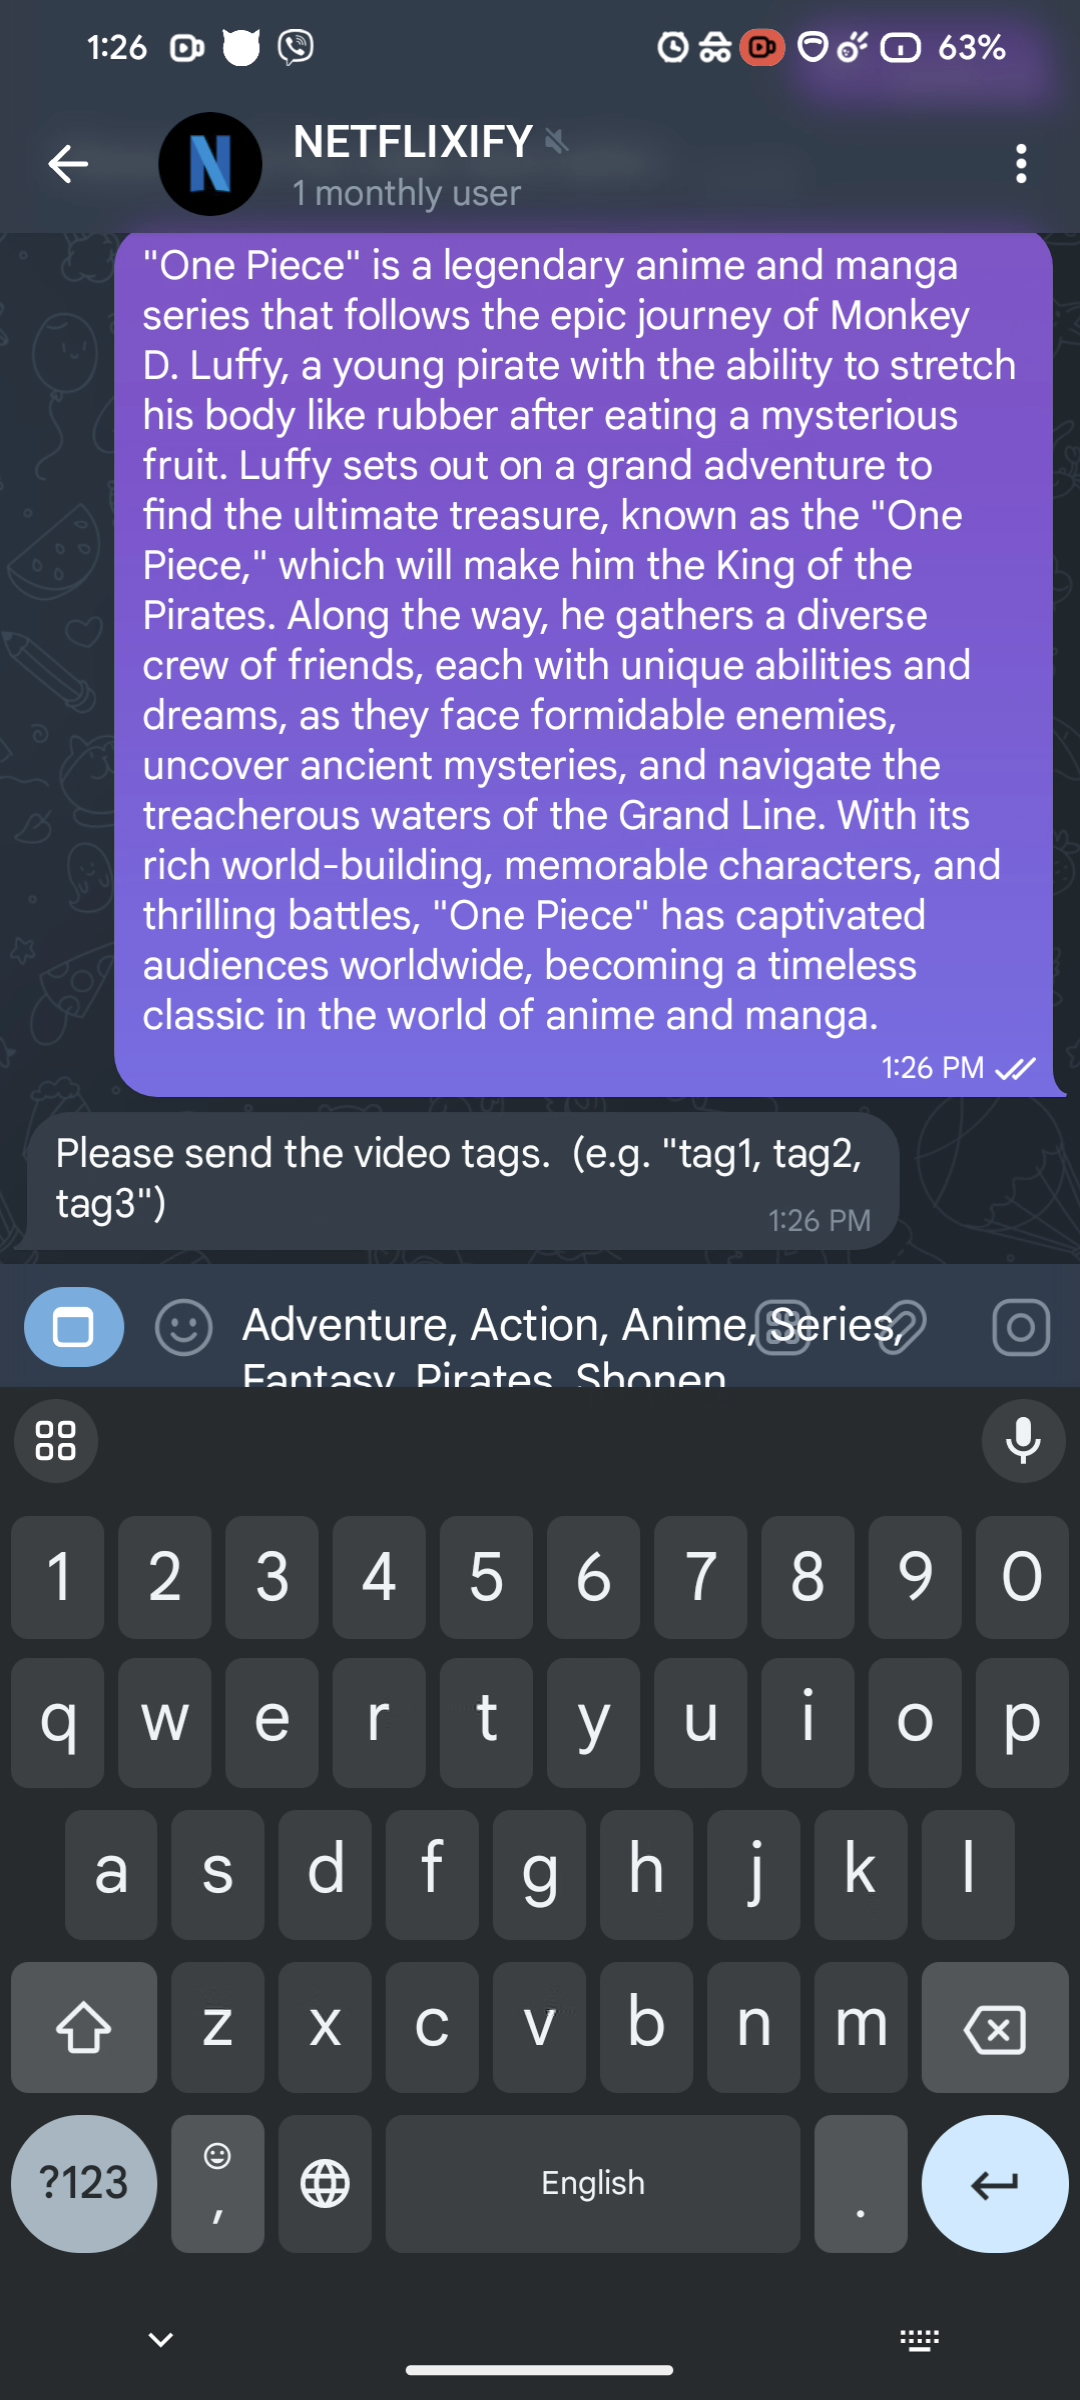 1:26
63%
NETFLIXIFY
1 monthly user
"One Piece" is a legendary anime and manga
series that follows the epic journey of Monkey
D. Luffy, a young pirate with the ability to stretch
his body like rubber after eating a mysterious
fruit. Luffy sets out on a grand adventure to
find the ultimate treasure, known as the "One
Piece," which will make him the King of the
Pirates. Along the way, he gathers a diverse
crew of friends, each with unique abilities and
dreams, as they face formidable enemies,
uncover ancient mysteries, and navigate the
treacherous waters of the Grand Line. With its
rich world-building, memorable characters, and
thrilling battles, "One Piece" has captivated
audiences worldwide, becoming a timeless
classic in the world of anime and manga.
1:26 PM
Please send the video tags.  (e.g. "tag1, tag2,
tag3")
1:26 PM
Adventure, Action, Anime, Series,
Fantasy, Pirates, Shonen
1 2 3 4 5 6 7 8 9 0
q w e r t y u i o p
a s d f g h j k l
z x c v b n m
?123 , English .